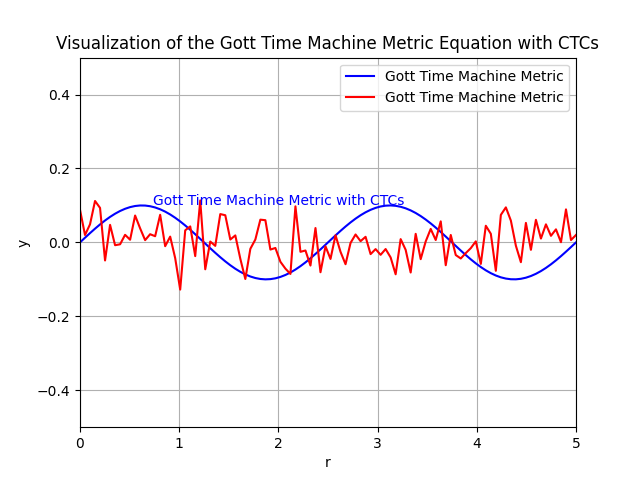 Visualization of the Gott Time Machine Metric Equation with CTCs
Gott Time Machine Metric
Gott Time Machine Metric
Gott Time Machine Metric with CTCs
0.4
0.2
0.0
−0.2
−0.4
y
0 1 2 3 4 5
r